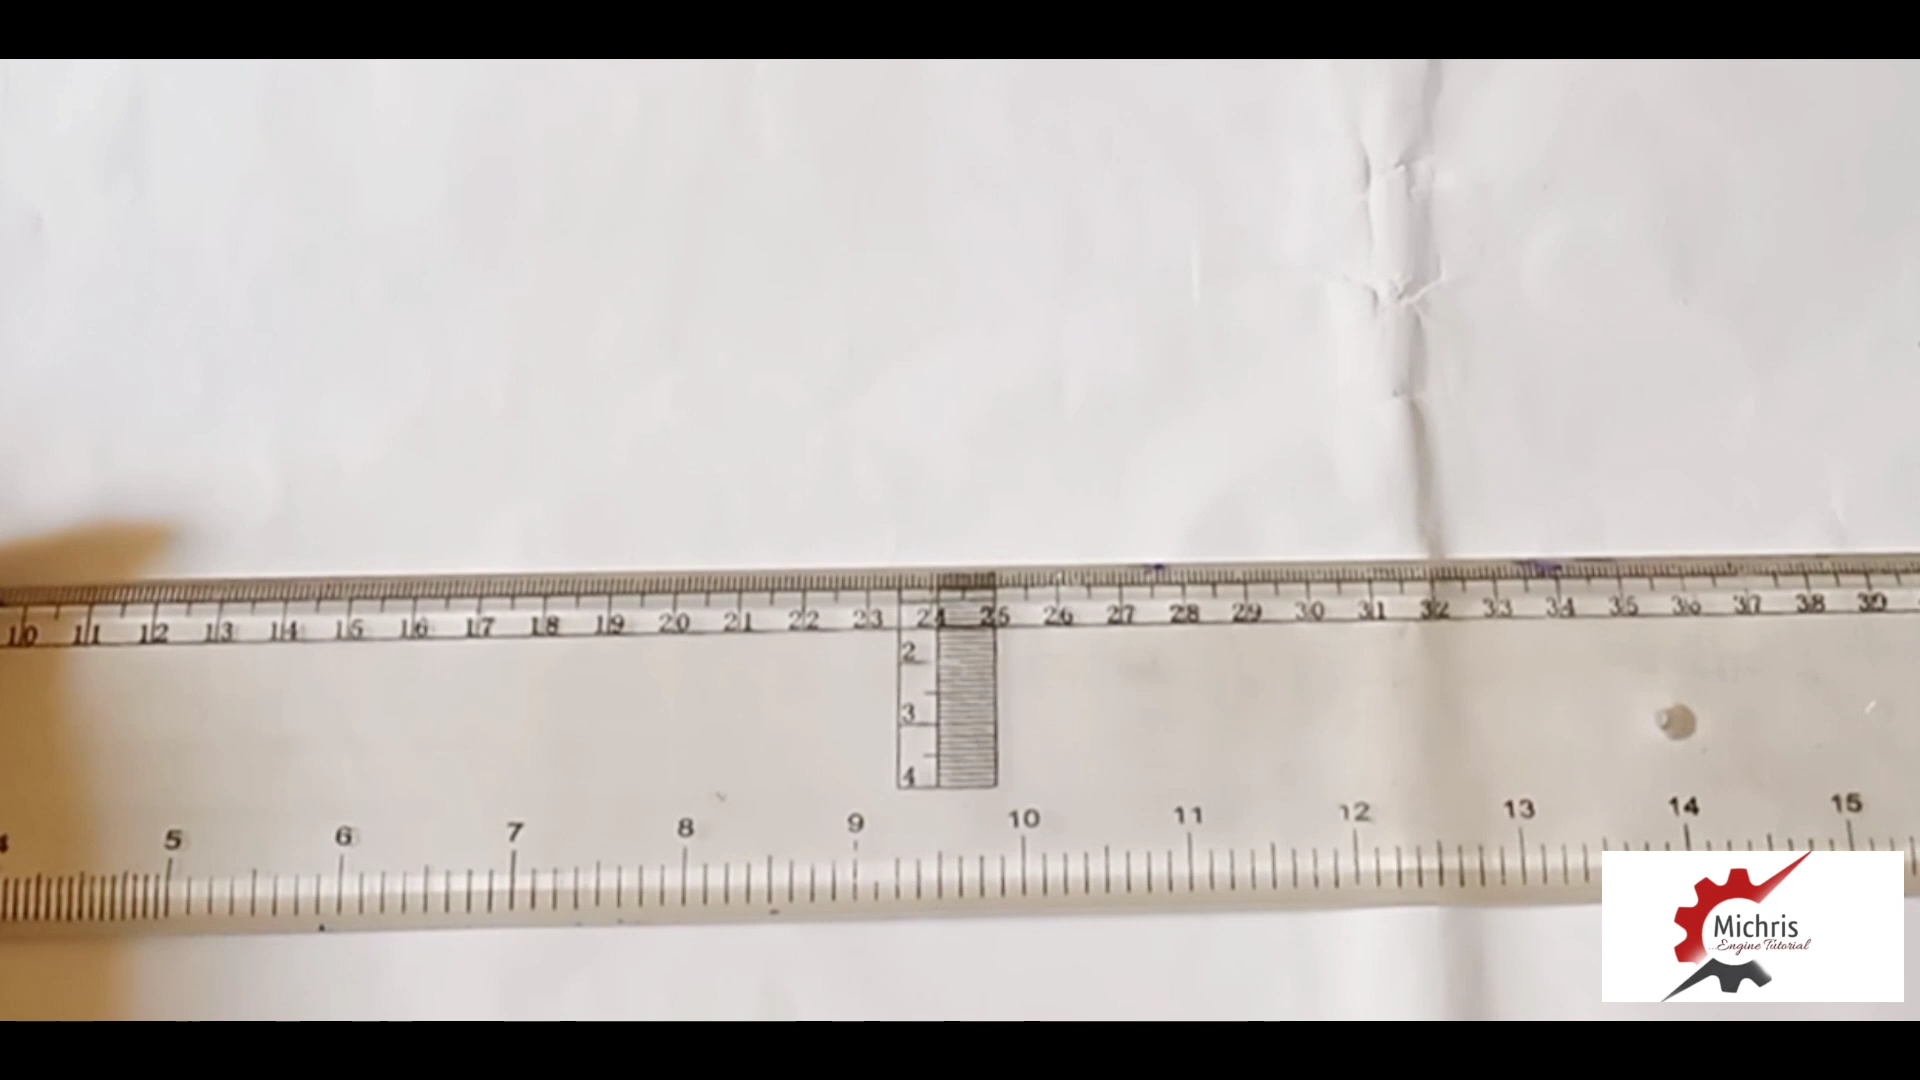 10 11 12 13 14 15 16 17 18 19 20 21 22 23 24 25 26 27 28 29 30 31 32 33 34 35 36 37 38 39
2
3
4
4 5 6 7 8 9 10 11 12 13 14 15
Michris
...Engine Tutorial